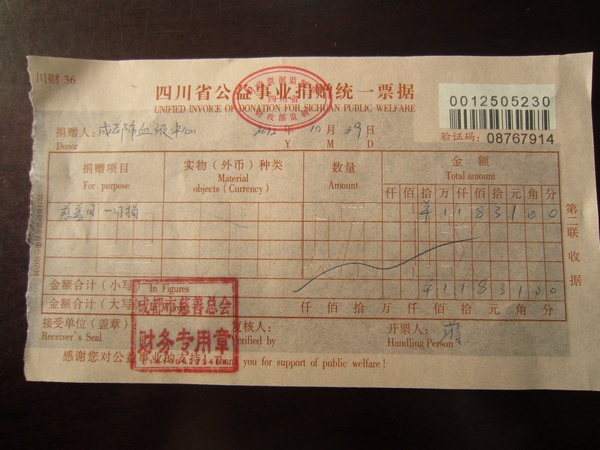 川财 36
四川省公益事业捐赠统一票据
UNIFIED INVOICE OF DONATION FOR SICHUAN PUBLIC WELFARE
0012505230
验证码: 08767914
捐赠人: 成都 血 中心 2012 年 10 月 29 日
Donor Y M D
捐赠项目 实物(外币)种类 数量 金额
For purpose Material objects (Currency) Amount Total amount
仟 佰 拾 万 仟 佰 拾 元 角 分
慈善 一日捐 ¥ 1 1 8 3 1 0 0
金额合计(小写) In Figures ¥ 1 1 8 3 1 0 0
金额合计(大写) 仟 佰 拾 万 仟 佰 拾 元 角 分
接受单位(盖章) 复核人: 开票人:
Receiver's Seal Verified by Handling Person
感谢您对公益事业的支持! Thank you for support of public welfare!
第二联 收据
成都市慈善总会
财务专用章